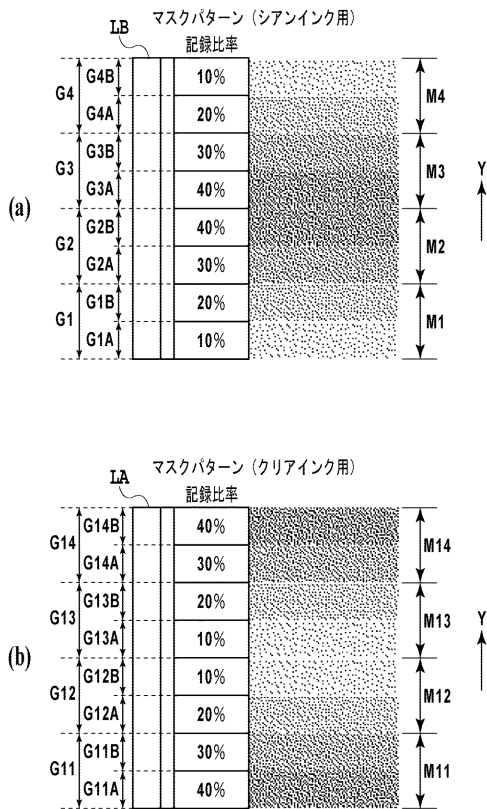 マスクパターン（シアンインク用）
LB
記録比率
G4 G4B 10% M4
G4A 20%
G3 G3B 30% M3
G3A 40%
(a)
Y
G2 G2B 40% M2
G2A 30%
G1 G1B 20% M1
G1A 10%
マスクパターン（クリアインク用）
LA
記録比率
G14 G14B 40% M14
G14A 30%
G13 G13B 20% M13
G13A 10%
(b)
Y
G12 G12B 10% M12
G12A 20%
G11 G11B 30% M11
G11A 40%